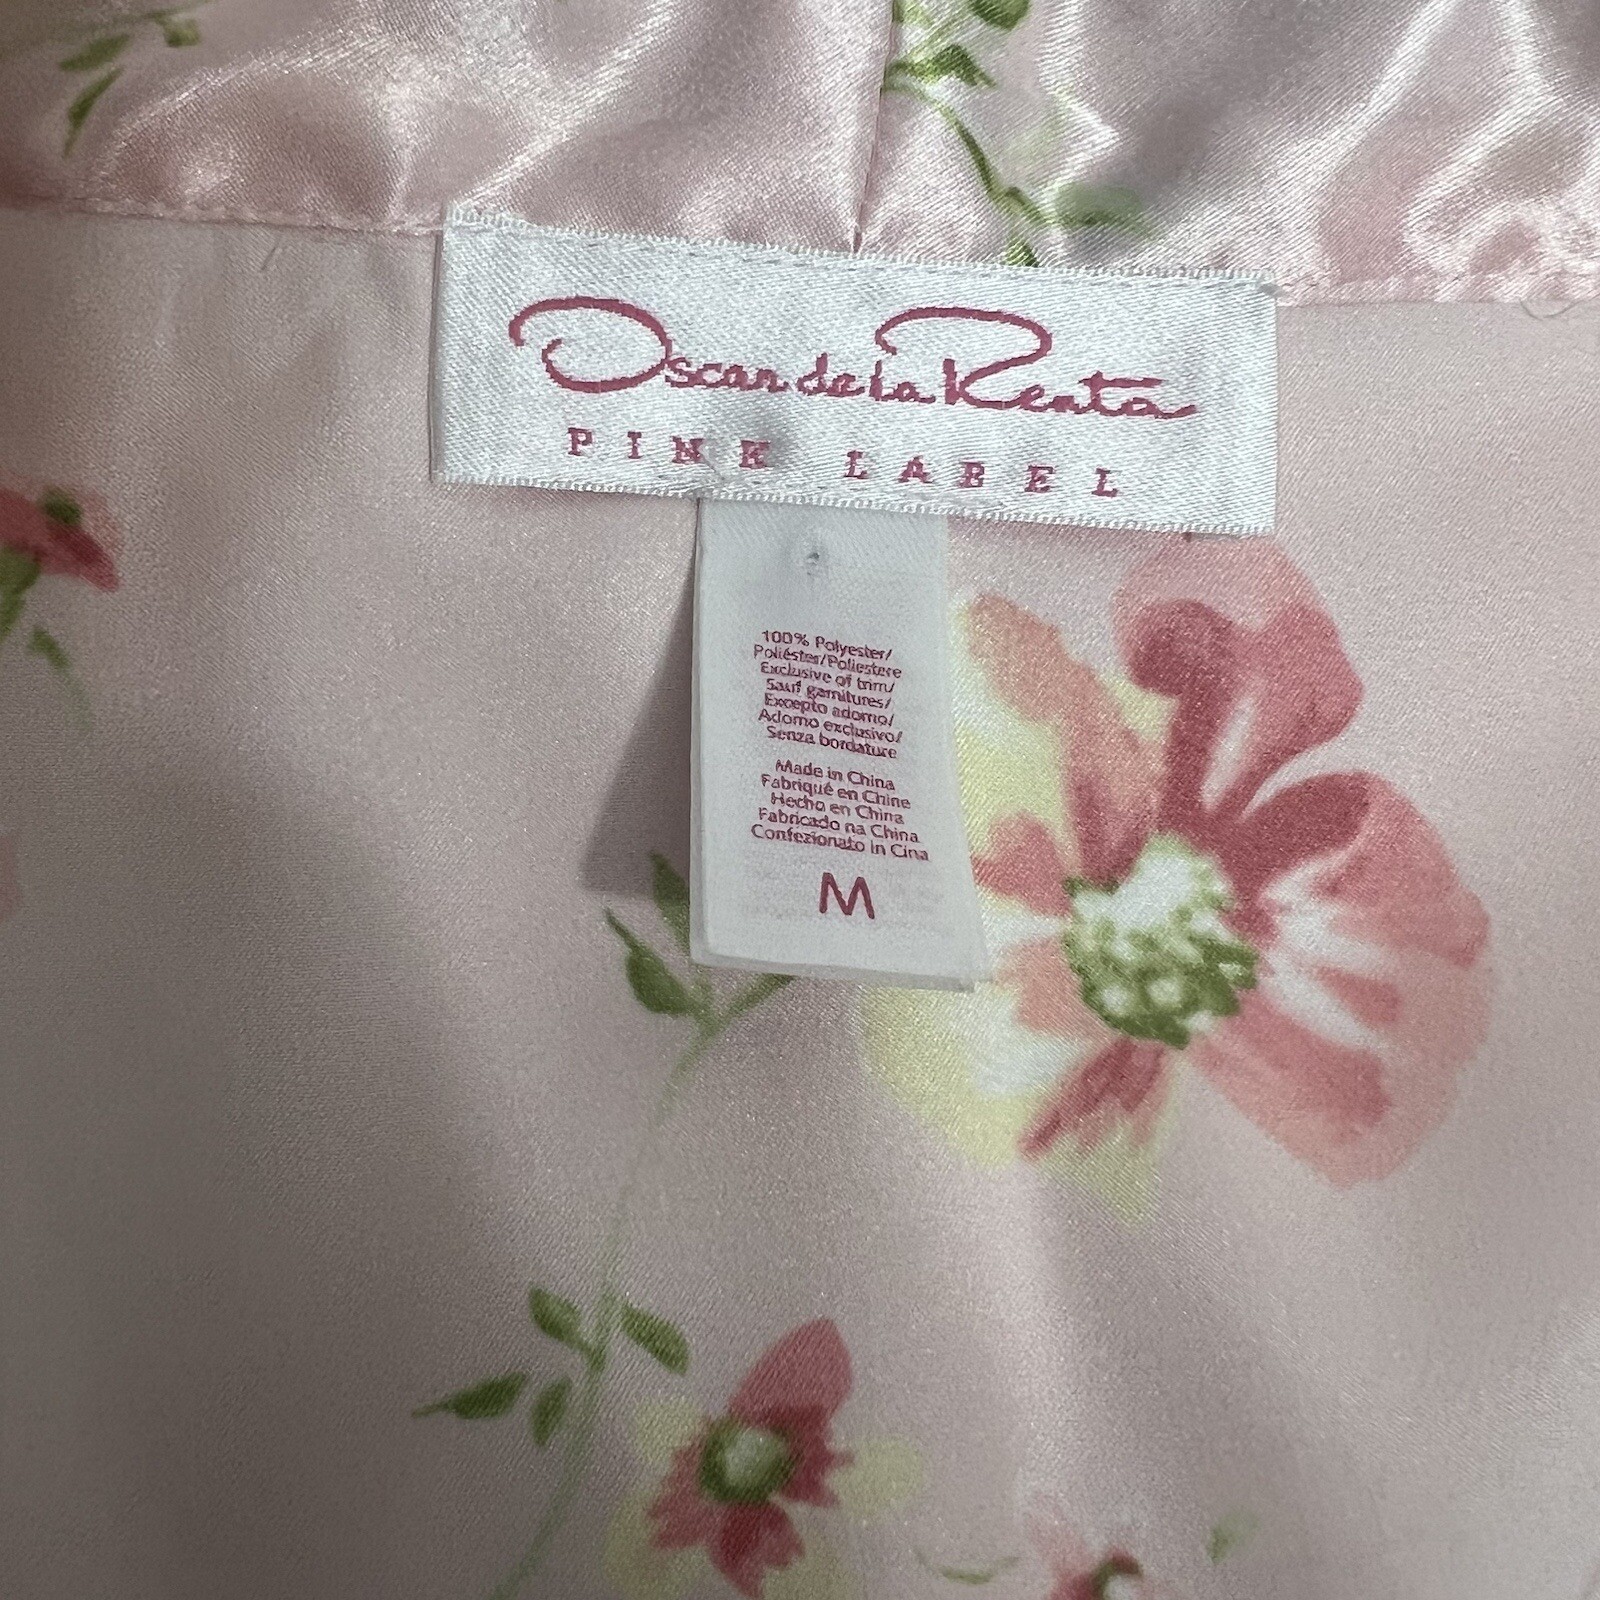 Oscar de la Renta
PINK LABEL
100% Polyester/
Poliéster/Poliestere
Exclusive of trim/
Sauf garnitures/
Excepto adorno/
Adorno exclusivo/
Senza bordature
Made in China
Fabriqué en Chine
Hecho en China
Fabricado na China
Confezionato in Cina
M